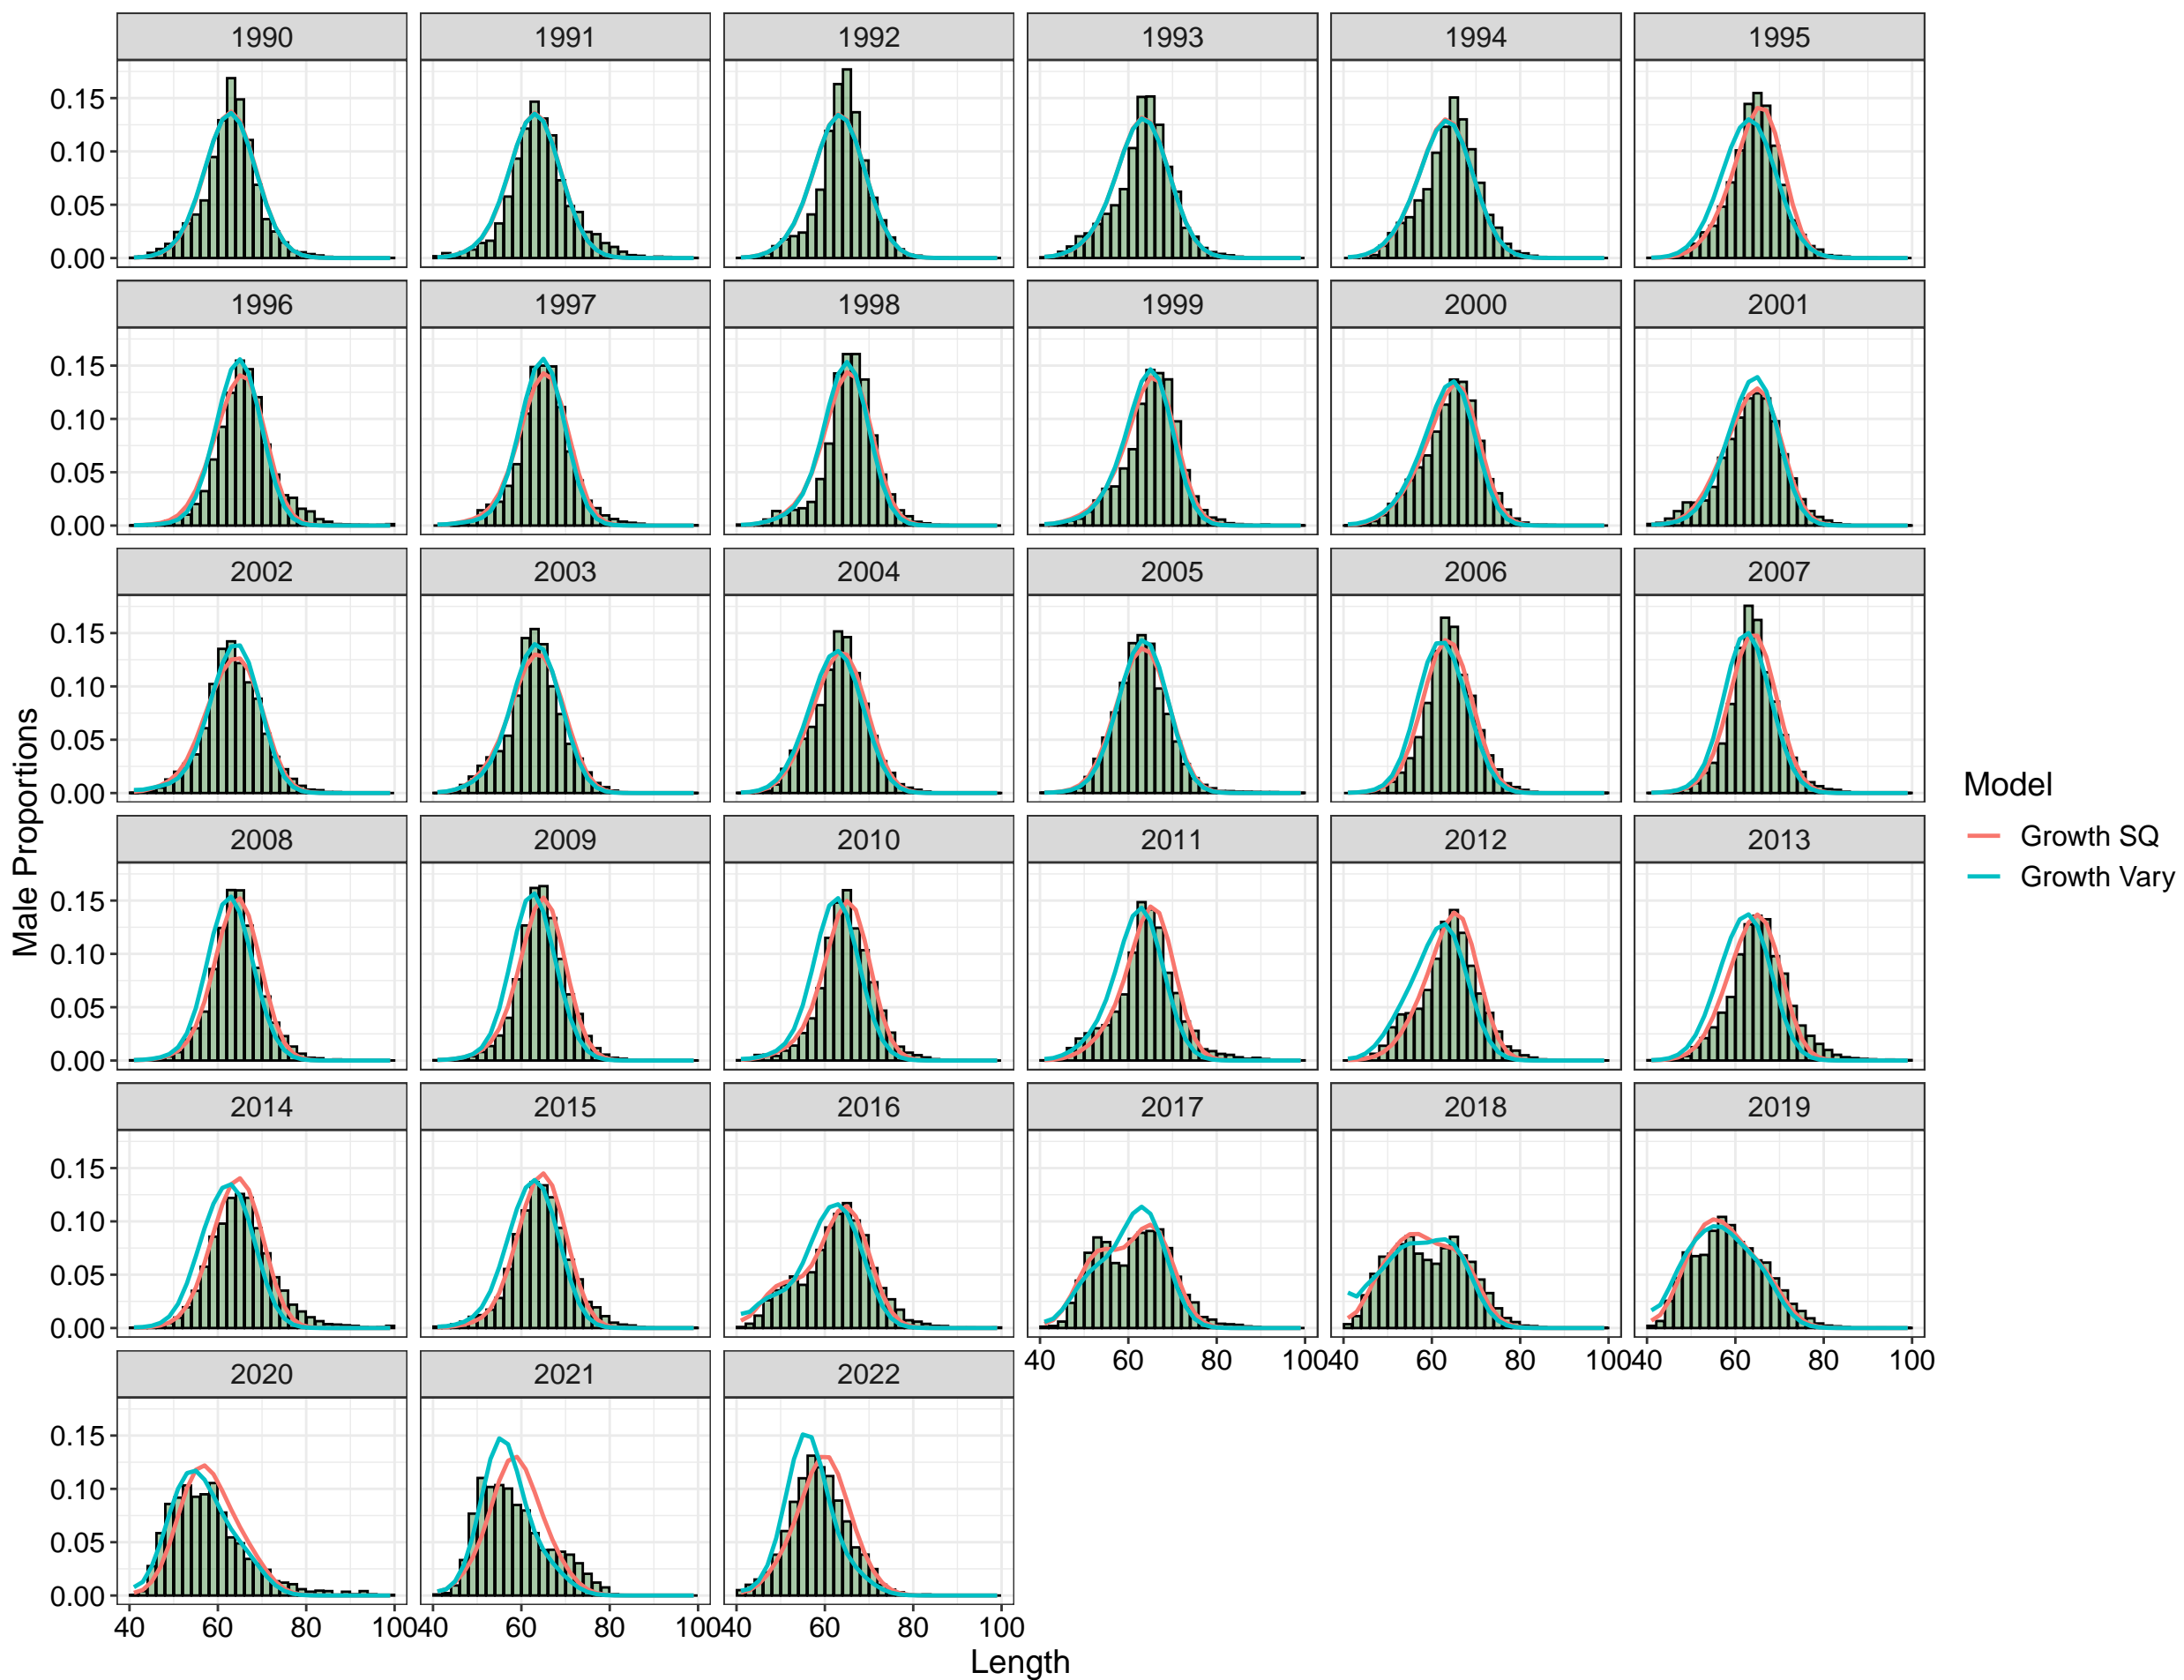 1990 1991 1992 1993 1994 1995
0.15
0.10
0.05
0.00
1996 1997 1998 1999 2000 2001
0.15
0.10
0.05
0.00
2002 2003 2004 2005 2006 2007
0.15
0.10
0.05
0.00
2008 2009 2010 2011 2012 2013
0.15
0.10
0.05
0.00
2014 2015 2016 2017 2018 2019
0.15
0.10
0.05
0.00
40 60 80 100 40 60 80 100 40 60 80 100
2020 2021 2022
0.15
0.10
0.05
0.00
40 60 80 100 40 60 80 100 40 60 80 100
Length
Male Proportions
Model
Growth SQ
Growth Vary